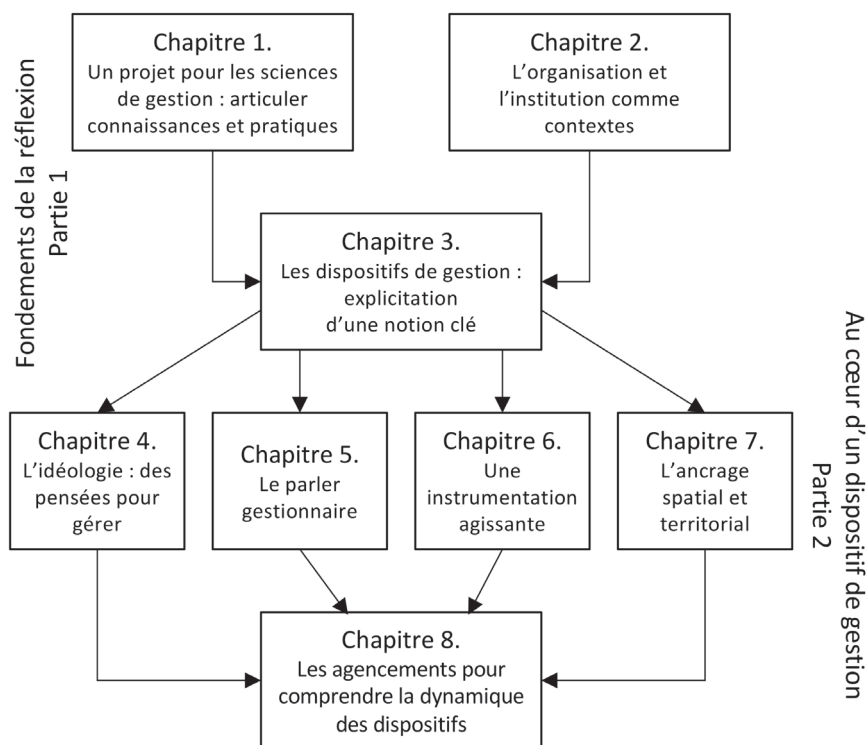 Chapitre 1.
Un projet pour les sciences
de gestion : articuler
connaissances et pratiques
Chapitre 2.
L'organisation et
l'institution comme
contextes
Fondements de la réflexion
Partie 1
Chapitre 3.
Les dispositifs de gestion :
explicitation
d'une notion clé
Chapitre 4.
L'idéologie : des
pensées pour
gérer
Chapitre 5.
Le parler
gestionnaire
Chapitre 6.
Une
instrumentation
agissante
Chapitre 7.
L'ancrage
spatial et
territorial
Au cœur d'un dispositif de gestion
Partie 2
Chapitre 8.
Les agencements pour
comprendre la dynamique
des dispositifs